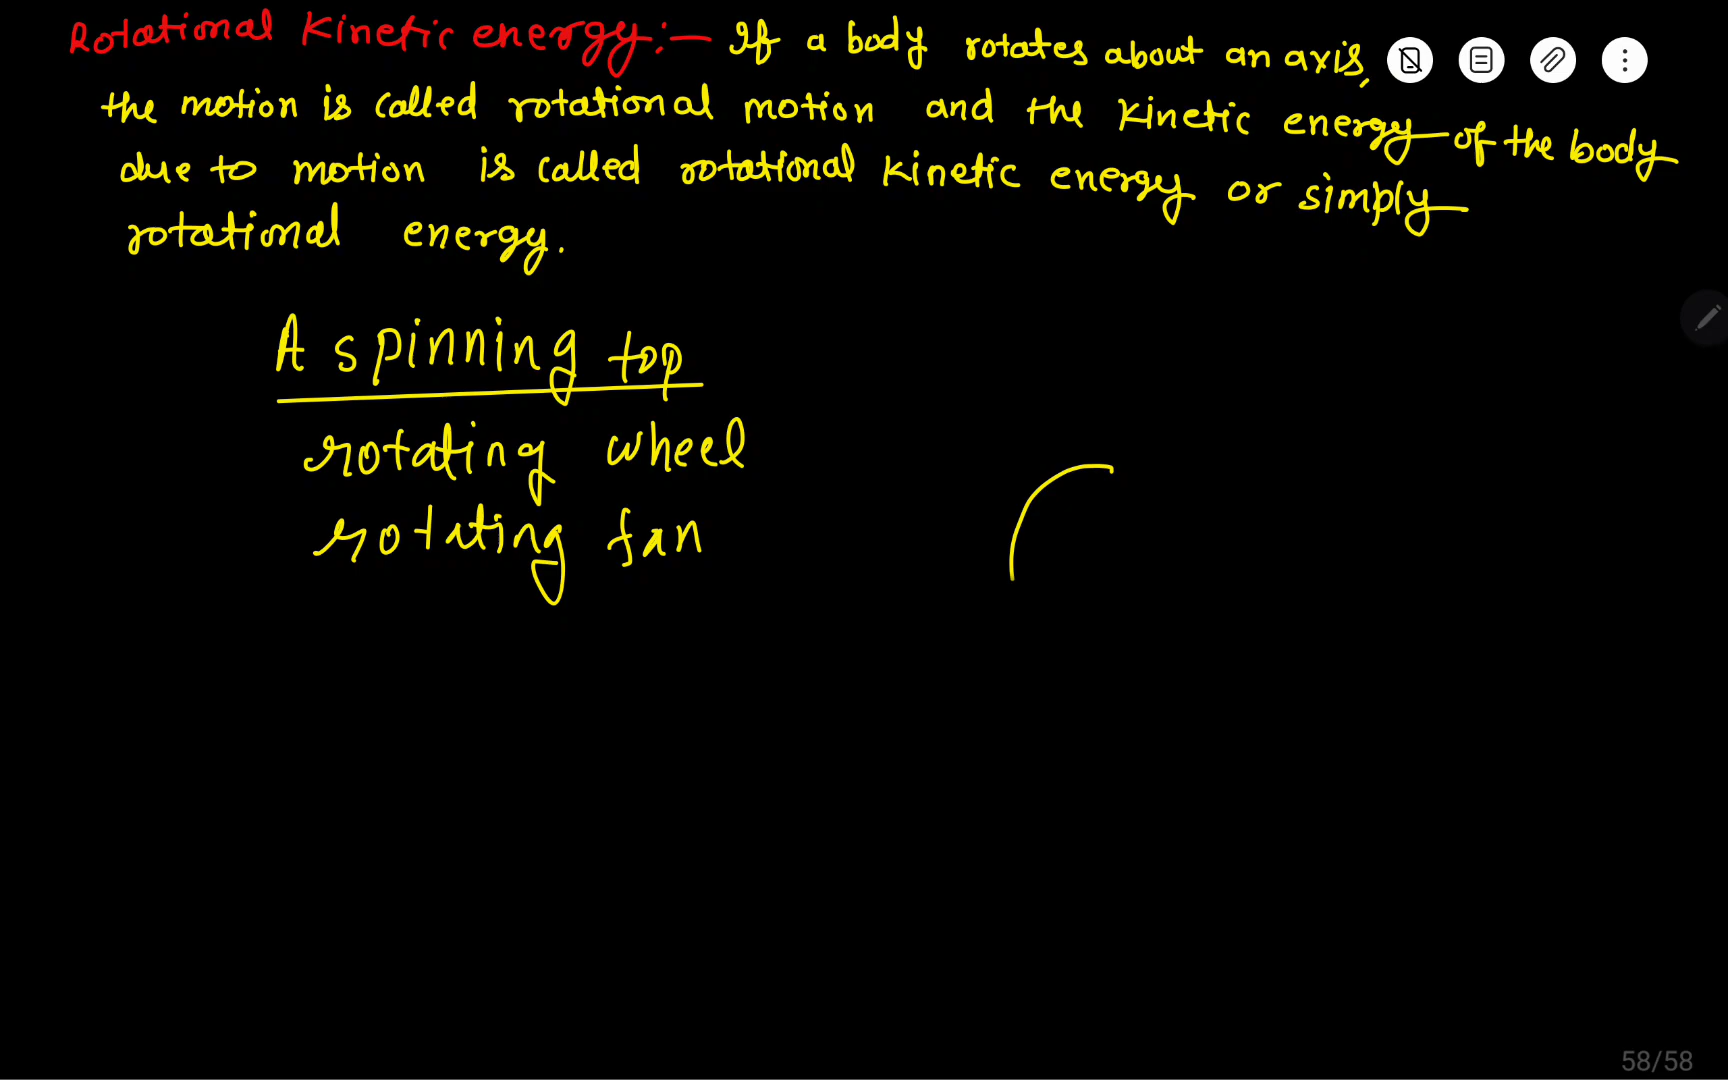 Rotational Kinetic energy:— If a body rotates about an axis,
the motion is called rotational motion and the kinetic energy of the body
due to motion is called rotational kinetic energy or simply
rotational energy.
A spinning top
rotating wheel
rotating fan
58/58